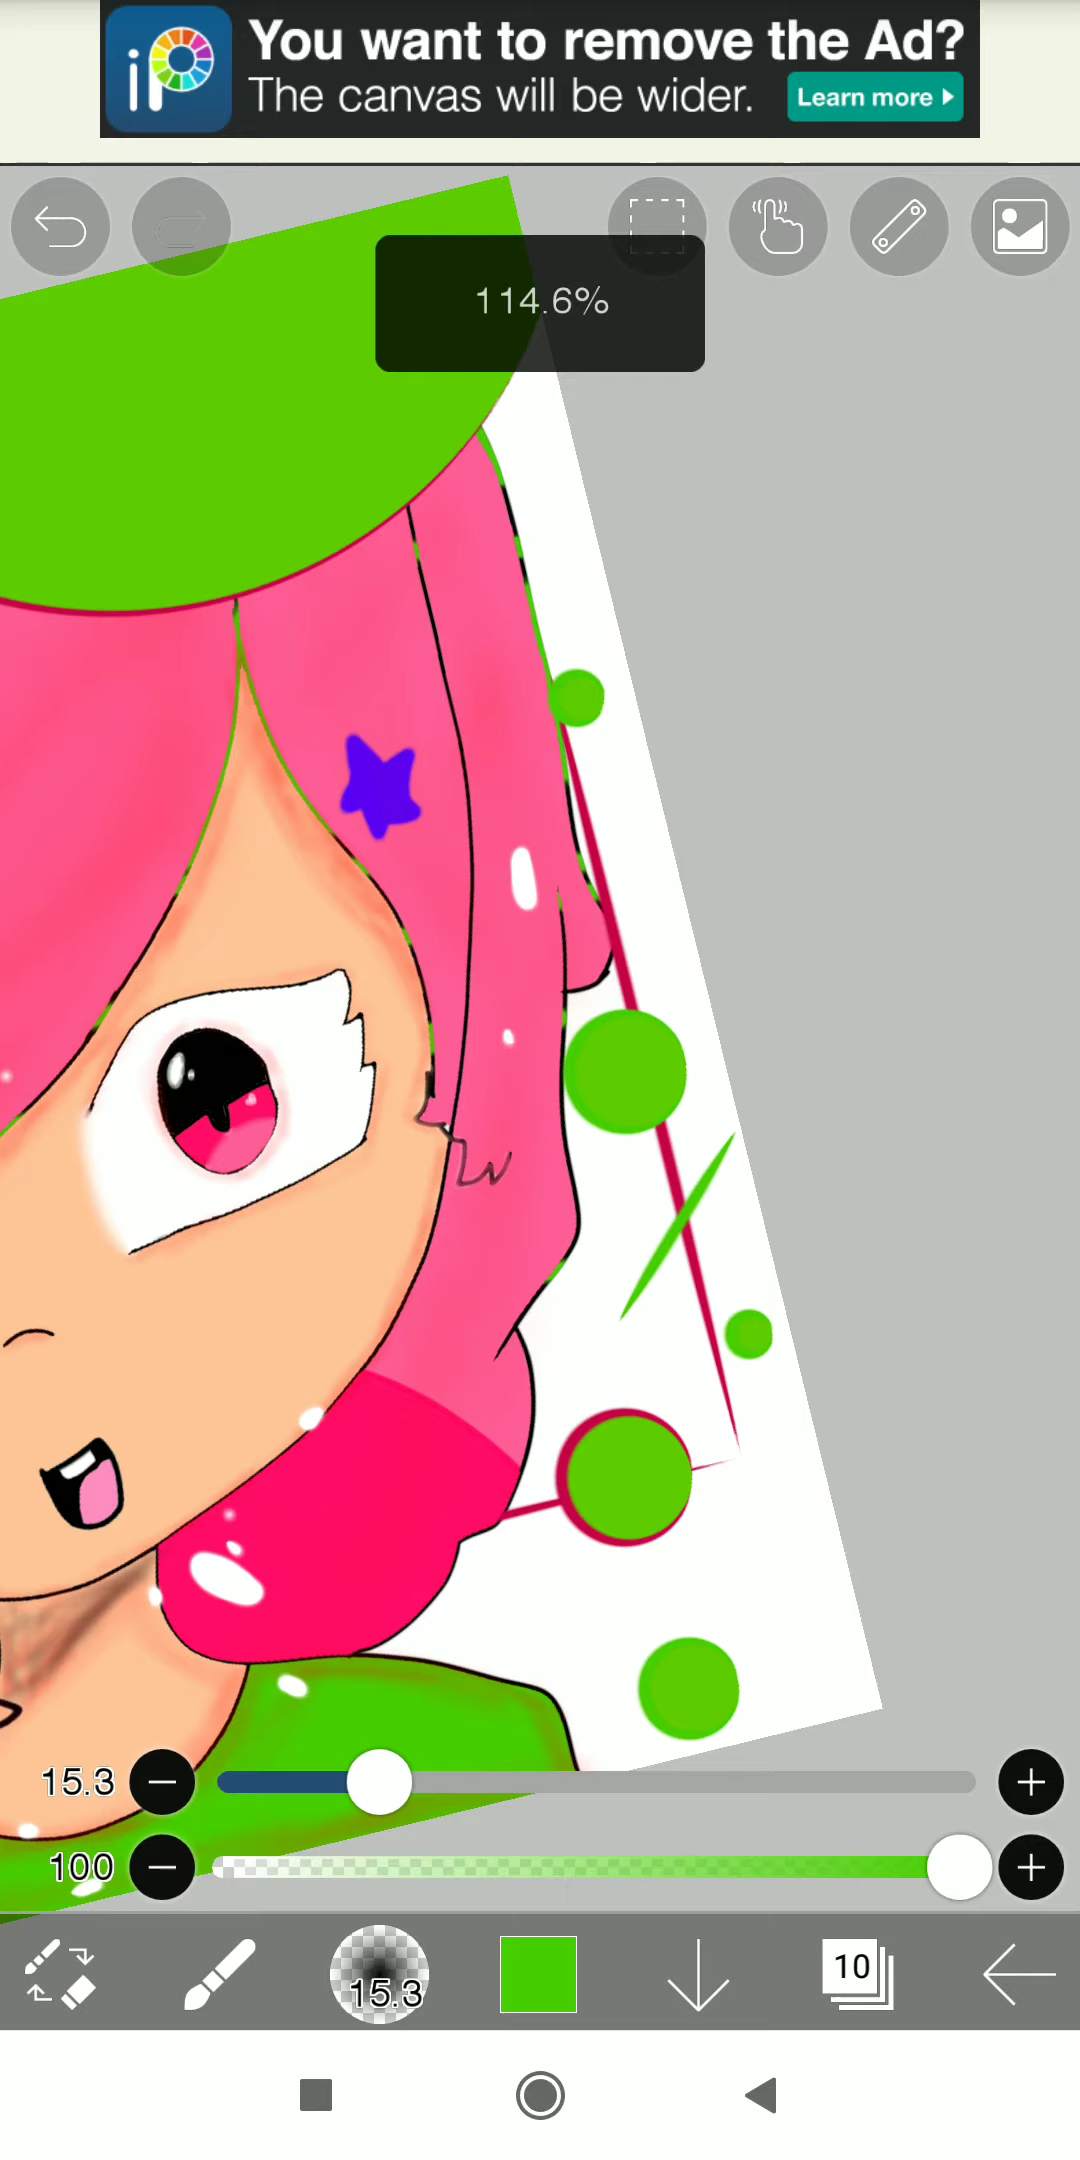 iP
You want to remove the Ad?
The canvas will be wider.
Learn more
114.6%
15.3
100
15.3
10